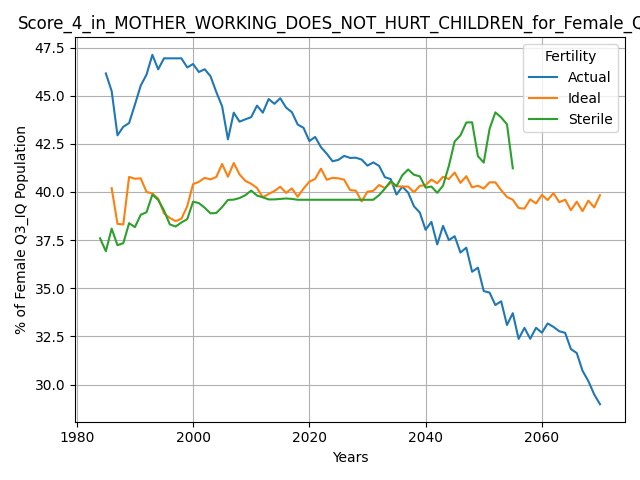 Score_4_in_MOTHER_WORKING_DOES_NOT_HURT_CHILDREN_for_Female_Q
47.5
45.0
42.5
40.0
37.5
35.0
32.5
30.0
% of Female Q3_IQ Population
Fertility
Actual
Ideal
Sterile
1980
2000
2020
2040
2060
Years